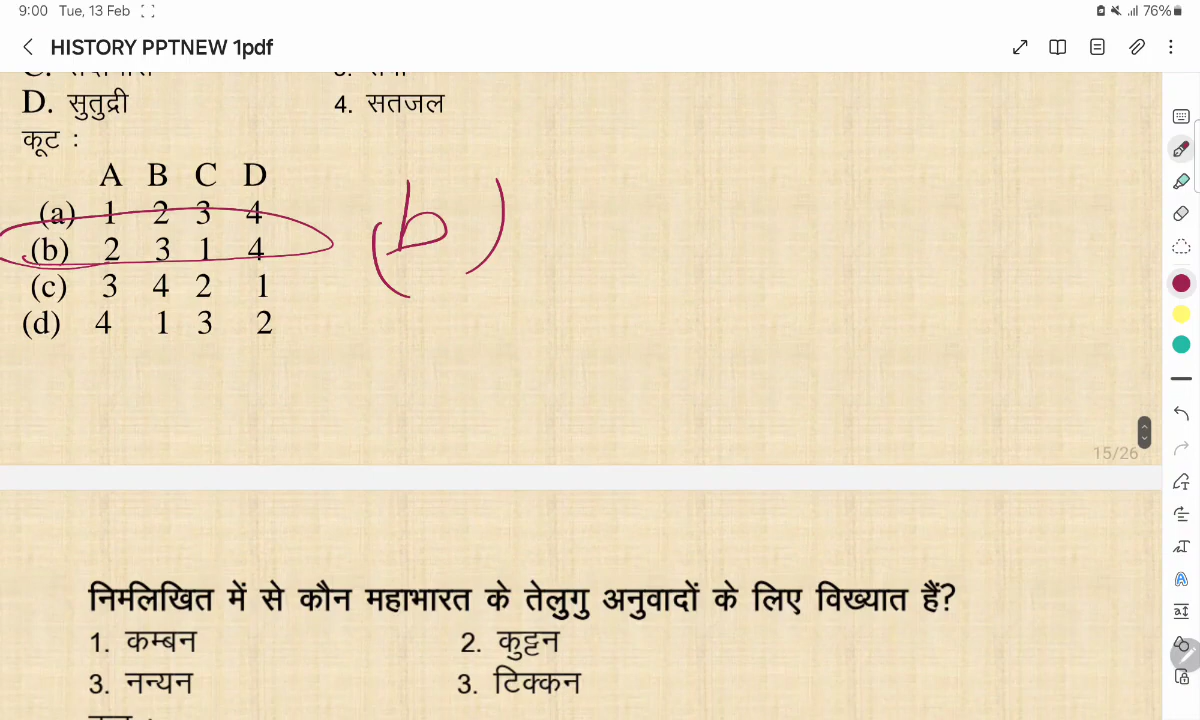 9:00 Tue, 13 Feb 76%
HISTORY PPTNEW 1pdf
D. सुतुद्री 4. सतजल
कूट :
A B C D
(a) 1 2 3 4
(b) 2 3 1 4
(b)
(c) 3 4 2 1
(d) 4 1 3 2
15/26
निमलिखित में से कौन महाभारत के तेलुगु अनुवादों के लिए विख्यात हैं?
1. कम्बन 2. कुट्टन
3. नन्यन 3. टिक्कन